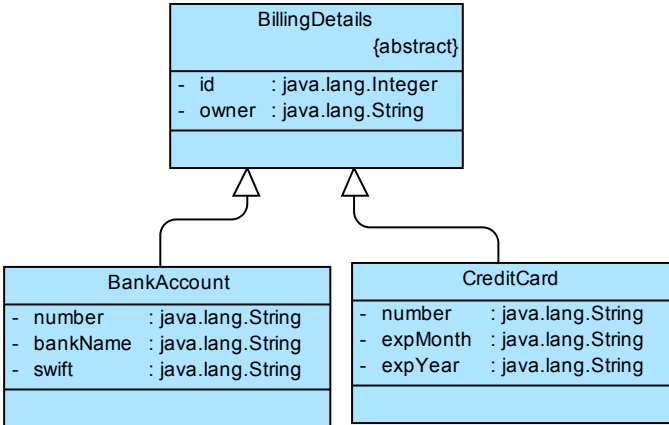 BillingDetails
{abstract}
- id : java.lang.Integer
- owner : java.lang.String
BankAccount
- number : java.lang.String
- bankName : java.lang.String
- swift : java.lang.String
CreditCard
- number : java.lang.String
- expMonth : java.lang.String
- expYear : java.lang.String